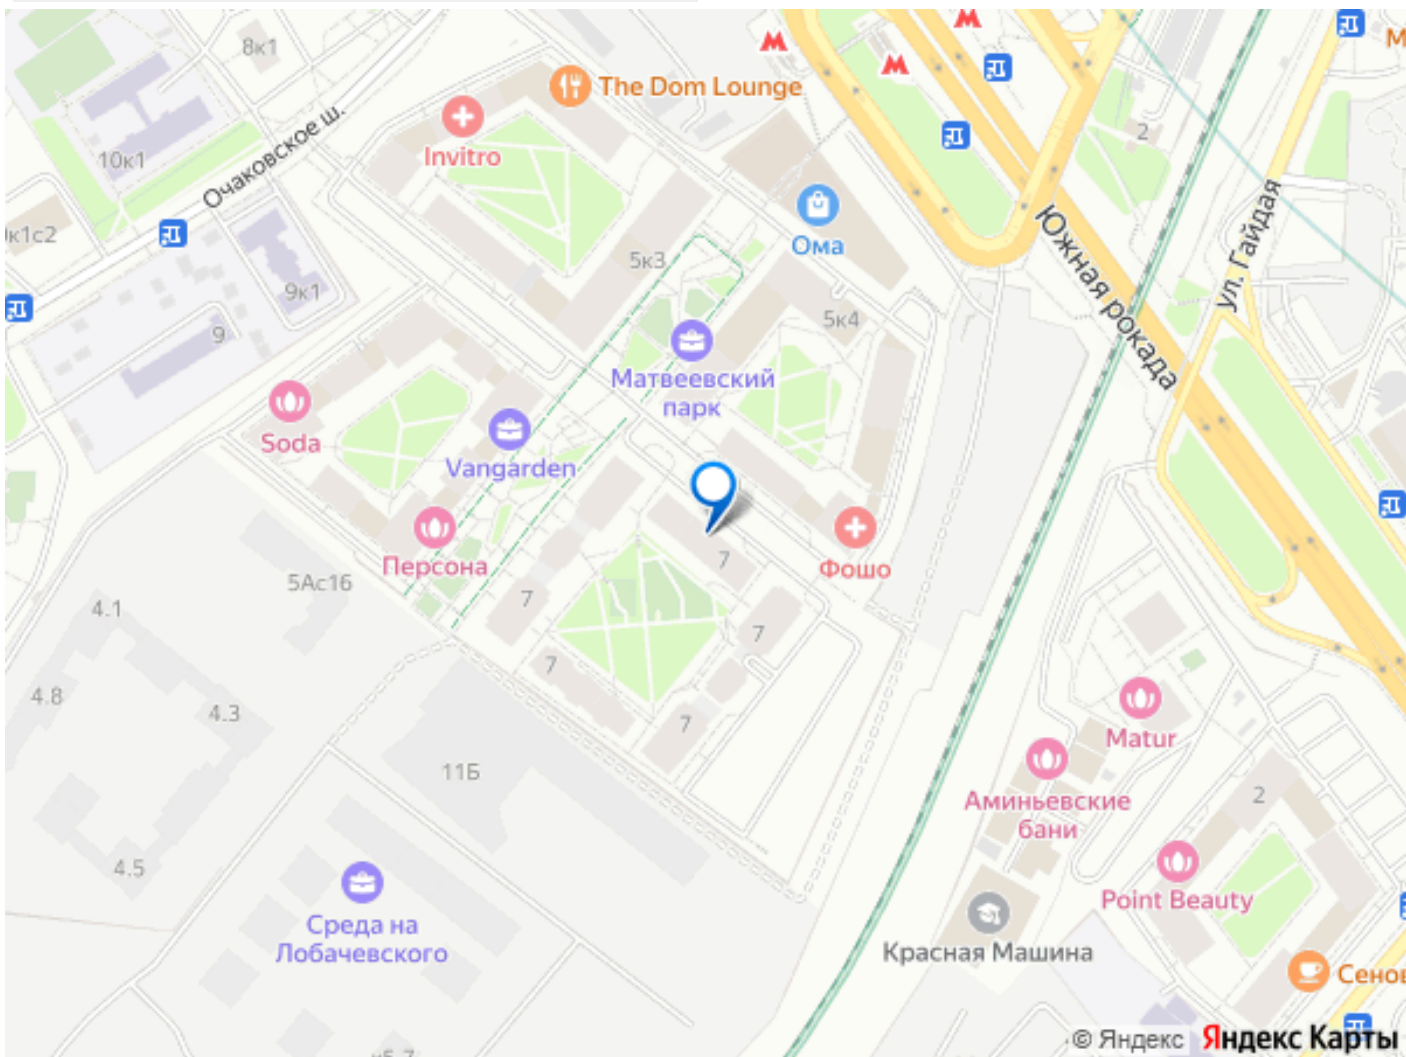 8к1
The Dom Lounge
Invitro
10к1
Очаковское ш.
2
к1с2
Ома
5к3
9к1
9
5к4
Южная рокада
ул. Гайдая
Матвеевский
парк
Soda
Vangarden
Персона
Фошо
7
5Ас16
4.1
7
7
7
4.8
4.3
7
Matur
11Б
Аминьевские
бани
2
4.5
Point Beauty
Среда на
Лобачевского
Красная Машина
Сенов
© Яндекс Яндекс Карты